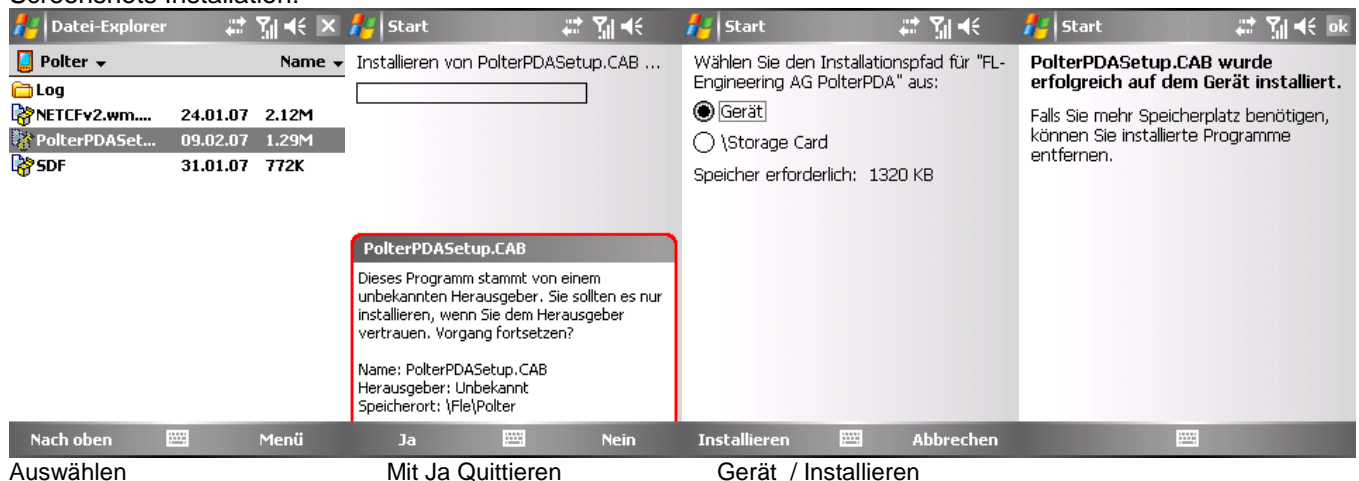 Screenshots Installation:
Datei-Explorer
Polter Name
Log
NETCFv2.wm.... 24.01.07 2.12M
PolterPDASet... 09.02.07 1.29M
SDF 31.01.07 772K
Nach oben Menü
Auswählen
Start
Installieren von PolterPDASetup.CAB ...
PolterPDASetup.CAB
Dieses Programm stammt von einem
unbekannten Herausgeber. Sie sollten es nur
installieren, wenn Sie dem Herausgeber
vertrauen. Vorgang fortsetzen?
Name: PolterPDASetup.CAB
Herausgeber: Unbekannt
Speicherort: \Fle\Polter
Ja Nein
Mit Ja Quittieren
Start
Wählen Sie den Installationspfad für "FL-
Engineering AG PolterPDA" aus:
Gerät
\Storage Card
Speicher erforderlich: 1320 KB
Installieren Abbrechen
Gerät / Installieren
Start ok
PolterPDASetup.CAB wurde
erfolgreich auf dem Gerät installiert.
Falls Sie mehr Speicherplatz benötigen,
können Sie installierte Programme
entfernen.